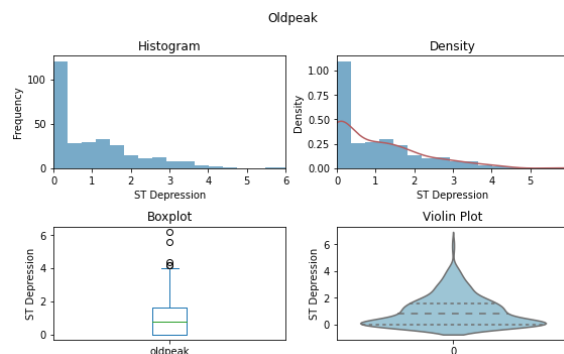 Oldpeak
Histogram
Frequency
100
50
0
0 1 2 3 4 5 6
ST Depression
Density
Density
1.00
0.75
0.50
0.25
0.00
0 1 2 3 4 5
ST Depression
Boxplot
ST Depression
6
4
2
0
oldpeak
Violin Plot
ST Depression
6
4
2
0
0